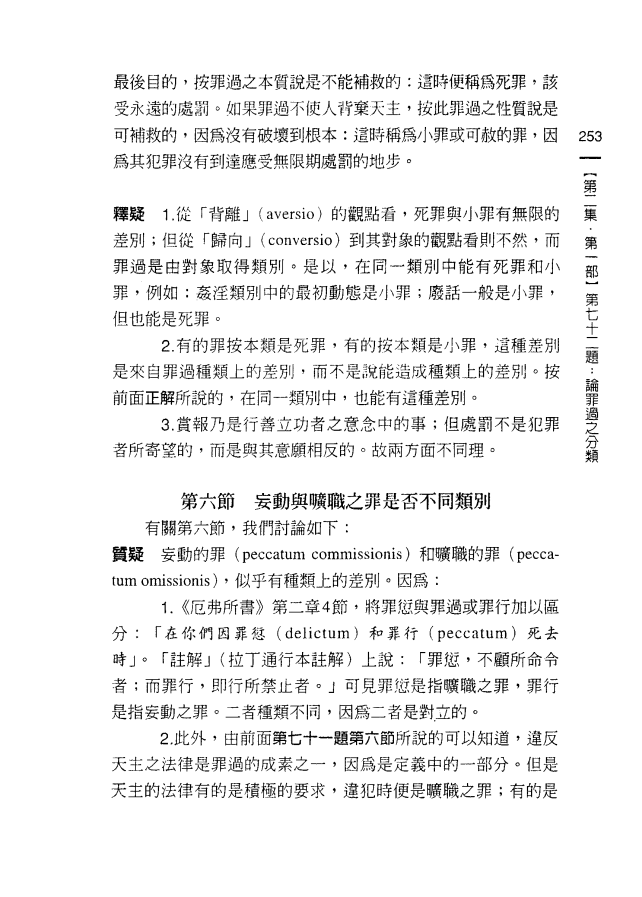 最後目的，按罪過之本質說是不能補救的：這時便稱爲死罪，該
受永遠的處罰。如果罪過不使人背棄天主，按此罪過之性質說是
可補救的，因爲沒有破壞到根本：這時稱爲小罪或可赦的罪，因
爲其犯罪沒有到達應受無限期處罰的地步。
釋疑　1.從「背離」（aversio）的觀點看，死罪與小罪有無限的
差別；但從「歸向」（conversio）到其對象的觀點看則不然，而
罪過是由對象取得類別。是以，在同一類別中能有死罪和小
罪，例如：姦淫類別中的最初動態是小罪；廢話一般是小罪，
但也能是死罪。
2.有的罪按本類是死罪，有的按本類是小罪，這種差別
是來自罪過種類上的差別，而不是說能造成種類上的差別。按
前面正解所說的，在同一類別中，也能有這種差別。
3.賞報乃是行善立功者之意念中的事；但處罰不是犯罪
者所寄望的，而是與其意願相反的。故兩方面不同理。
第六節　妄動與曠職之罪是否不同類別
有關第六節，我們討論如下：
質疑　妄動的罪（peccatum commissionis）和曠職的罪（pecca-
tum omissionis），似乎有種類上的差別。因爲：
1.《厄弗所書》第二章4節，將罪愆與罪過或罪行加以區
分：「在你們因罪愆（delictum）和罪行（peccatum）死去
時」。「註解」（拉丁通行本註解）上說：「罪愆，不顧所命令
者；而罪行，即行所禁止者。」可見罪愆是指曠職之罪，罪行
是指妄動之罪。二者種類不同，因爲二者是對立的。
2.此外，由前面第七十一題第六節所說的可以知道，違反
天主之法律是罪過的成素之一，因爲是定義中的一部分。但是
天主的法律有的是積極的要求，違犯時便是曠職之罪；有的是
253
【第二集．第一部】第七十二題：論罪過之分類